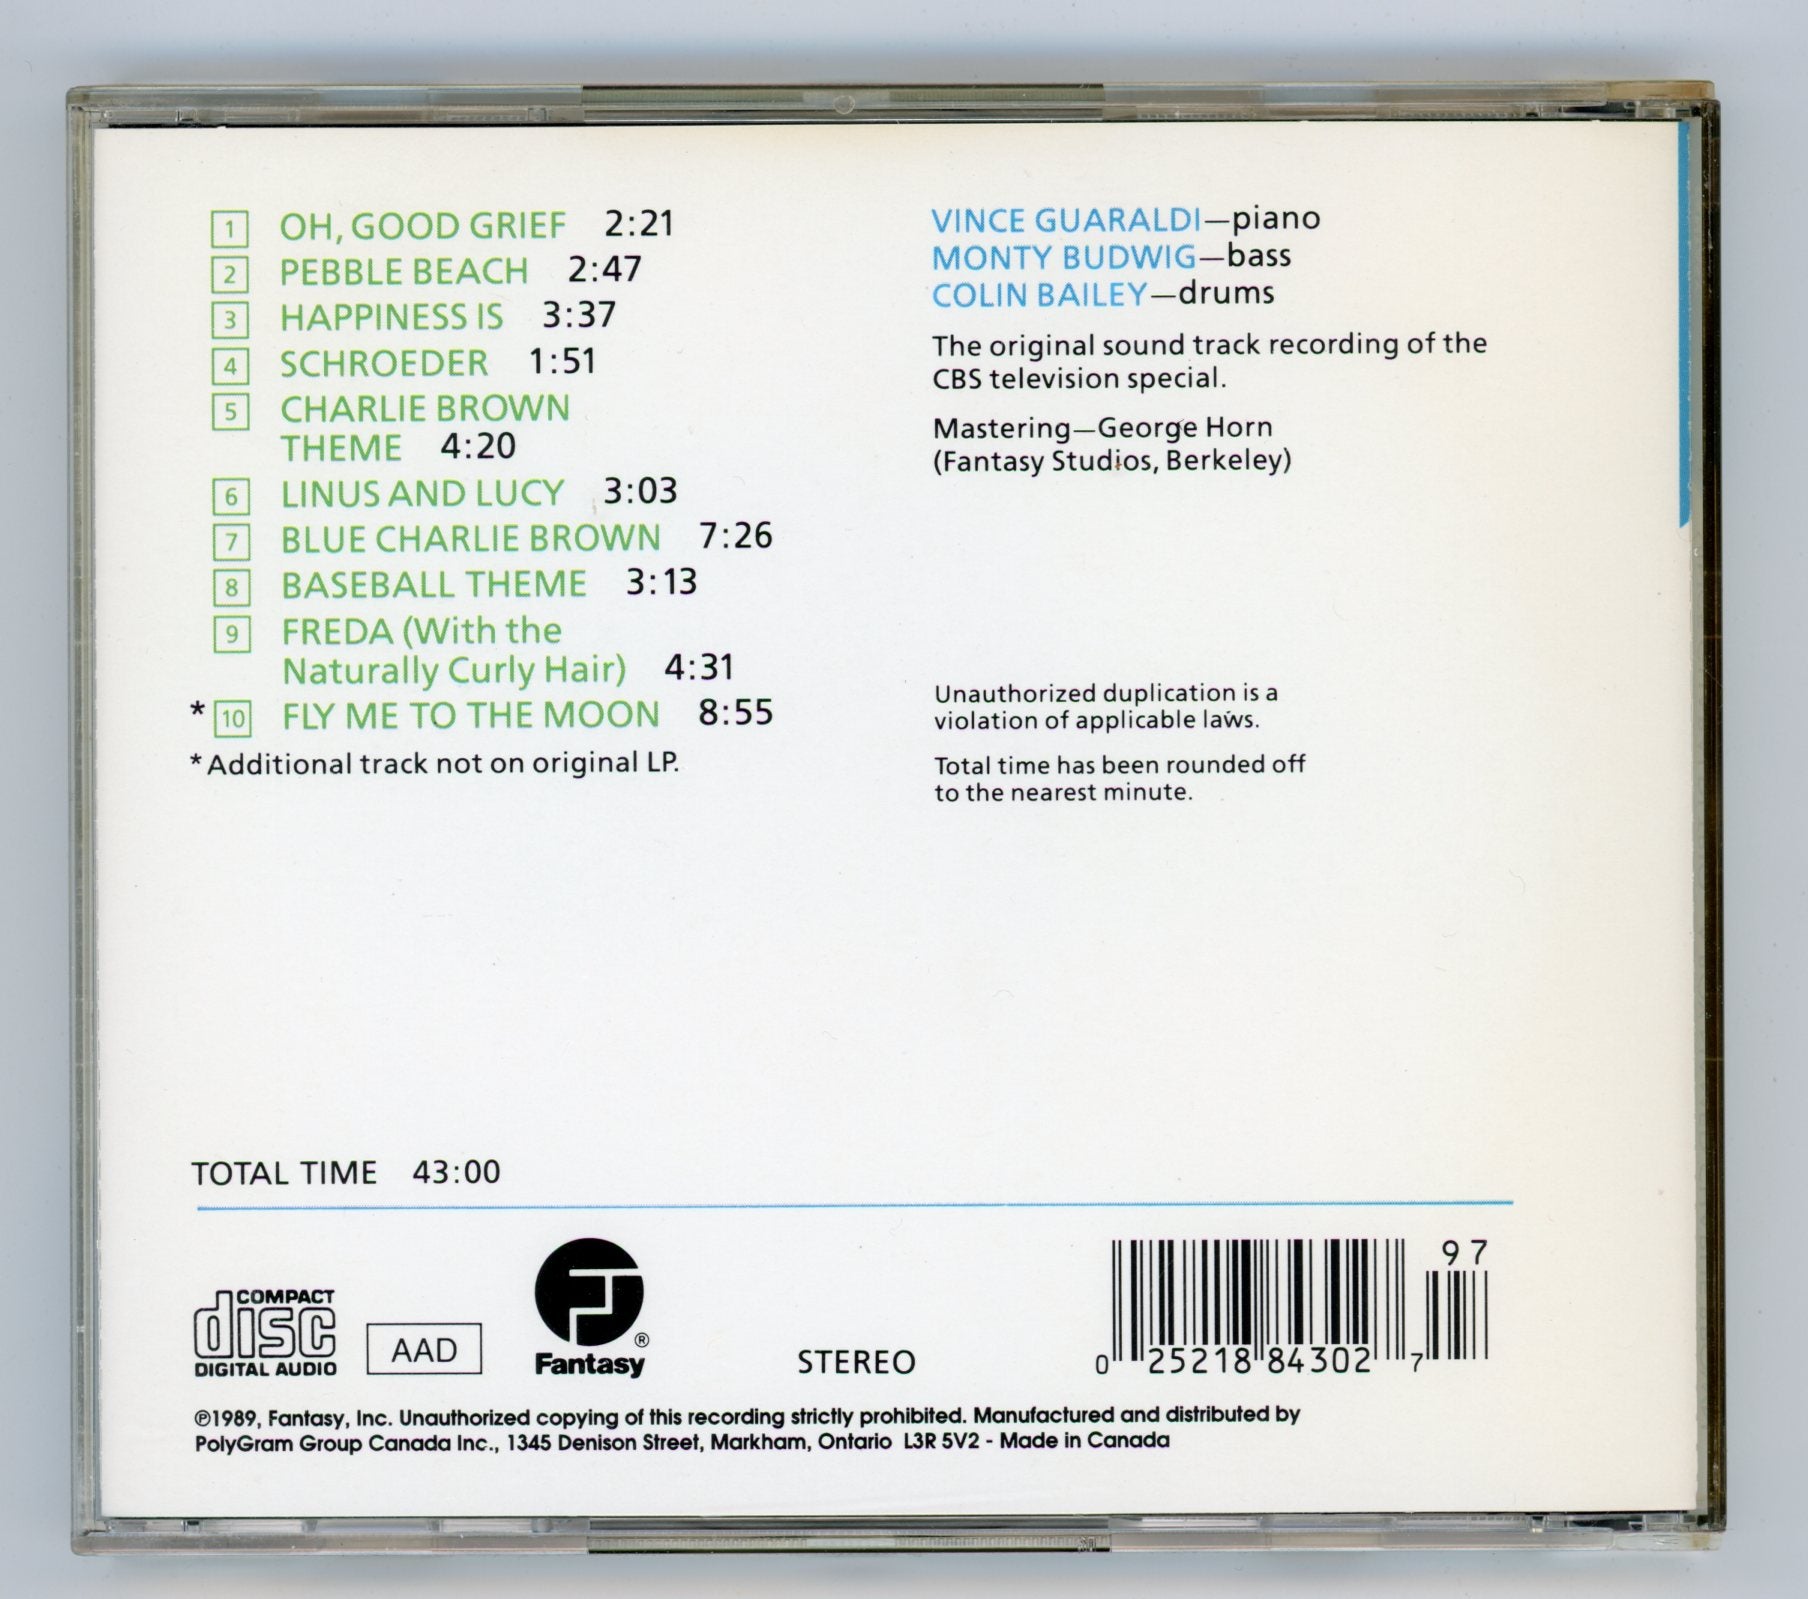 1 OH, GOOD GRIEF 2:21
2 PEBBLE BEACH 2:47
3 HAPPINESS IS 3:37
4 SCHROEDER 1:51
5 CHARLIE BROWN
THEME 4:20
6 LINUS AND LUCY 3:03
7 BLUE CHARLIE BROWN 7:26
8 BASEBALL THEME 3:13
9 FREDA (With the
Naturally Curly Hair) 4:31
* 10 FLY ME TO THE MOON 8:55
*Additional track not on original LP.
VINCE GUARALDI—piano
MONTY BUDWIG—bass
COLIN BAILEY—drums
The original sound track recording of the
CBS television special.
Mastering—George Horn
(Fantasy Studios, Berkeley)
Unauthorized duplication is a
violation of applicable laws.
Total time has been rounded off
to the nearest minute.
TOTAL TIME 43:00
COMPACT
disc
DIGITAL AUDIO
AAD
Fantasy®
STEREO
97
0 25218 84302 7
℗1989, Fantasy, Inc. Unauthorized copying of this recording strictly prohibited. Manufactured and distributed by
PolyGram Group Canada Inc., 1345 Denison Street, Markham, Ontario L3R 5V2 - Made in Canada